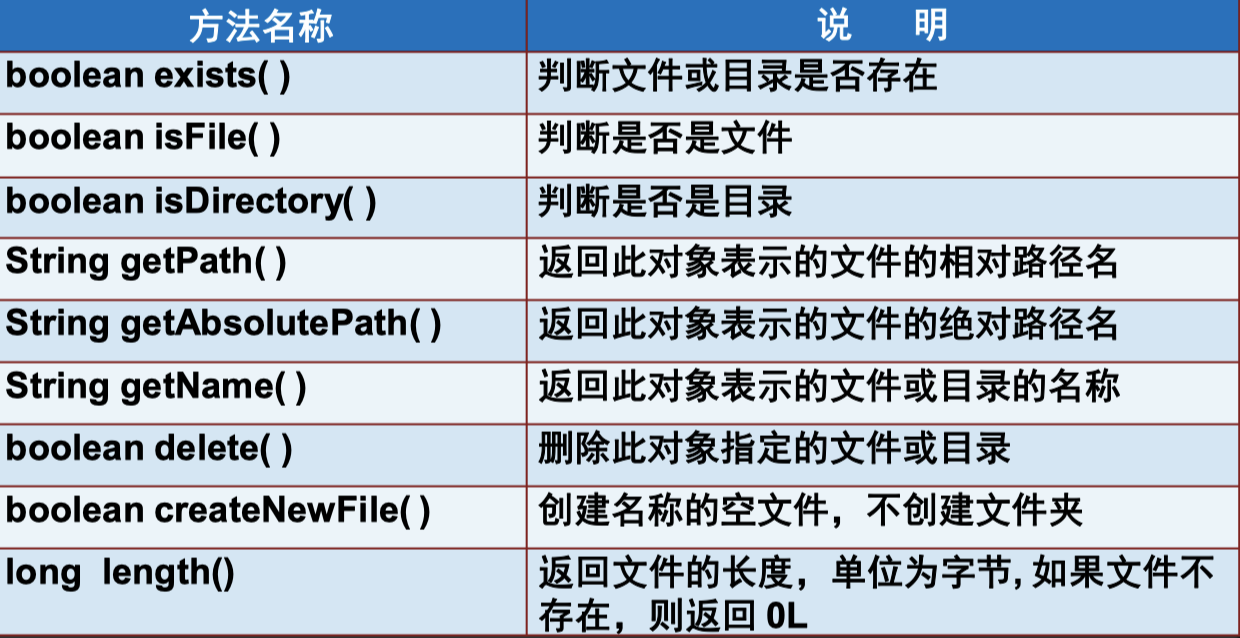 方法名称 说 明
boolean exists( ) 判断文件或目录是否存在
boolean isFile( ) 判断是否是文件
boolean isDirectory( ) 判断是否是目录
String getPath( ) 返回此对象表示的文件的相对路径名
String getAbsolutePath( ) 返回此对象表示的文件的绝对路径名
String getName( ) 返回此对象表示的文件或目录的名称
boolean delete( ) 删除此对象指定的文件或目录
boolean createNewFile( ) 创建名称的空文件，不创建文件夹
long length() 返回文件的长度，单位为字节, 如果文件不
存在，则返回 0L